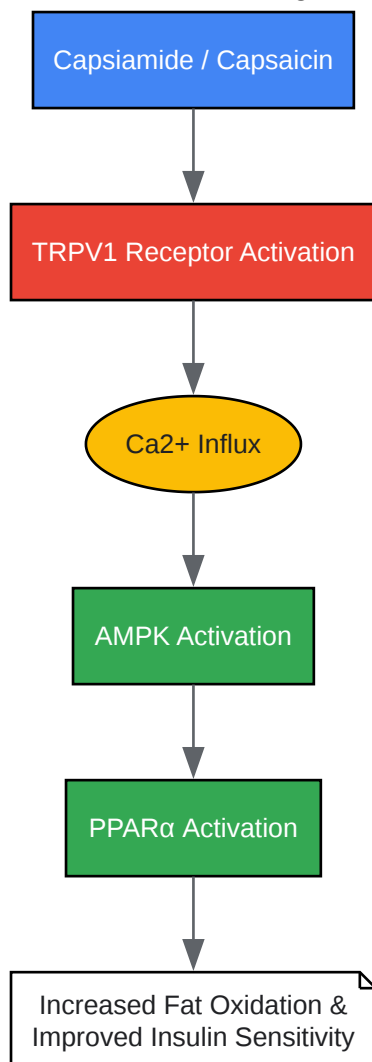 Capsiamide / Capsaicin
TRPV1 Receptor Activation
Ca2+ Influx
AMPK Activation
PPARα Activation
Increased Fat Oxidation &
Improved Insulin Sensitivity